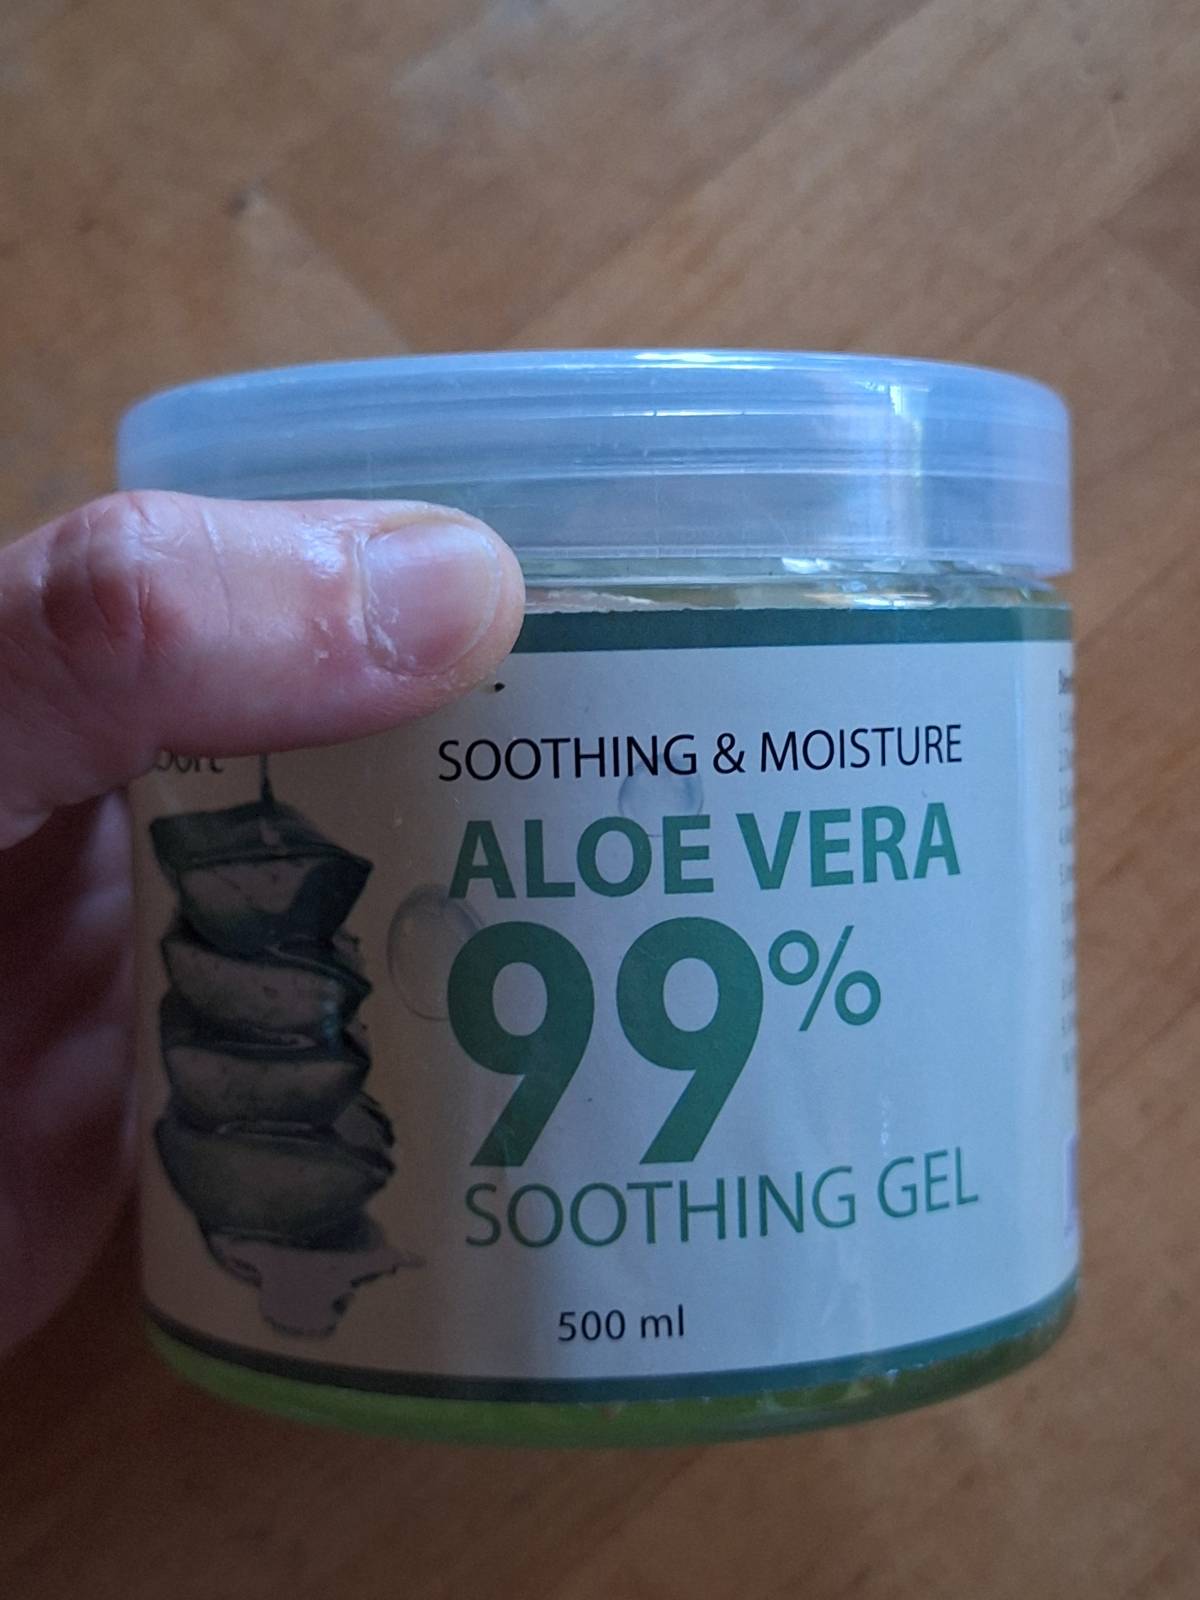 SOOTHING & MOISTURE
ALOE VERA
99%
SOOTHING GEL
500 ml